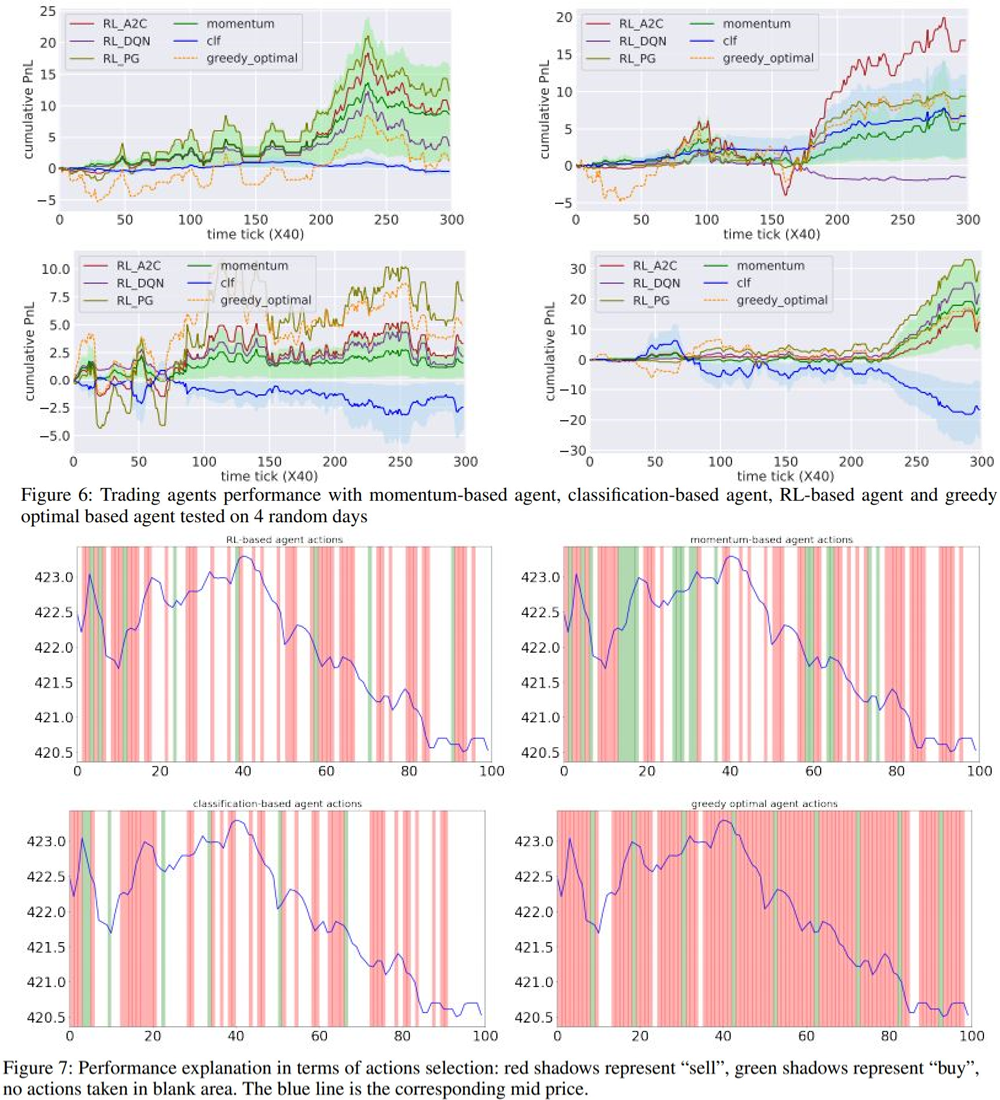 25
20
15
10
5
0
−5
cumulative PnL
RL_A2C
RL_DQN
RL_PG
momentum
clf
greedy_optimal
0 50 100 150 200 250 300
time tick (X40)
20
15
10
5
0
−5
cumulative PnL
RL_A2C
RL_DQN
RL_PG
momentum
clf
greedy_optimal
0 50 100 150 200 250 300
time tick (X40)
10.0
7.5
5.0
2.5
0.0
−2.5
−5.0
cumulative PnL
RL_A2C
RL_DQN
RL_PG
momentum
clf
greedy_optimal
0 50 100 150 200 250 300
time tick (X40)
30
20
10
0
−10
−20
−30
cumulative PnL
RL_A2C
RL_DQN
RL_PG
momentum
clf
greedy_optimal
0 50 100 150 200 250 300
time tick (X40)
Figure 6: Trading agents performance with momentum-based agent, classification-based agent, RL-based agent and greedy
optimal based agent tested on 4 random days
RL-based agent actions
423.0
422.5
422.0
421.5
421.0
420.5
0 20 40 60 80 100
momentum-based agent actions
423.0
422.5
422.0
421.5
421.0
420.5
0 20 40 60 80 100
classification-based agent actions
423.0
422.5
422.0
421.5
421.0
420.5
0 20 40 60 80 100
greedy optimal agent actions
423.0
422.5
422.0
421.5
421.0
420.5
0 20 40 60 80 100
Figure 7: Performance explanation in terms of actions selection: red shadows represent “sell”, green shadows represent “buy”,
no actions taken in blank area. The blue line is the corresponding mid price.